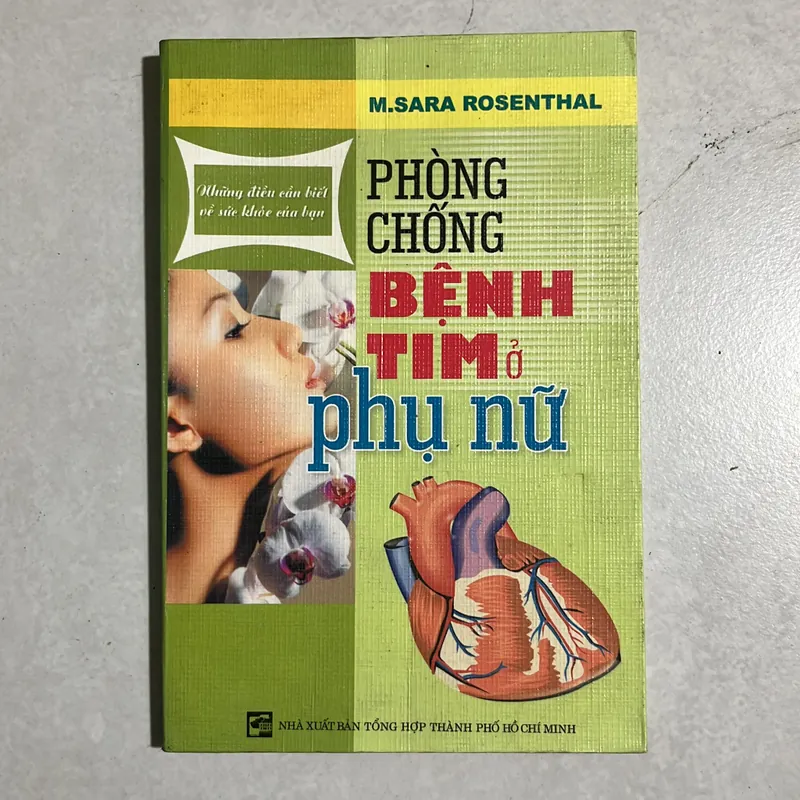 M.SARA ROSENTHAL
Những điều cần biết
về sức khỏe của bạn
PHÒNG
CHỐNG
BỆNH
TIM ở
phụ nữ
NHÀ XUẤT BẢN TỔNG HỢP THÀNH PHỐ HỒ CHÍ MINH